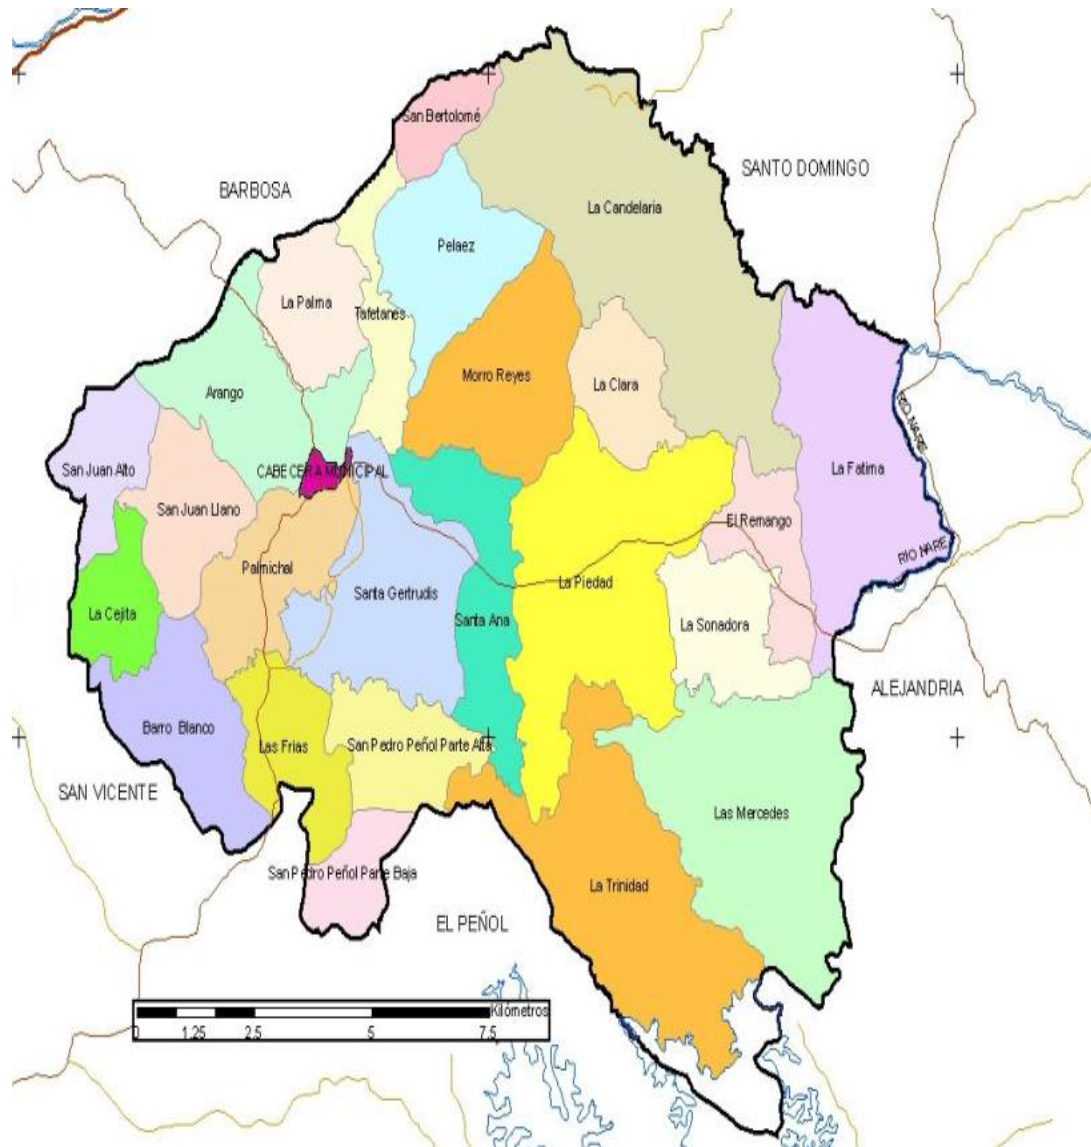 San Bertolomé
SANTO DOMINGO
BARBOSA
La Candelaria
Pelaez
La Palma
Tafetanes
Morro Reyes
La Clara
Arango
RIO NARE
San Juan Alto
CABECERA MUNICIPAL
La Fatima
San Juan Llano
El Remango
RIO NARE
Palmichal
Santa Gertrudis
La Piedad
La Cejita
Santa Ana
La Sonadora
ALEJANDRIA
Barro Blanco
Las Frias
San Pedro Peñol Parte Alta
SAN VICENTE
Las Mercedes
San Pedro Peñol Parte Baja
La Trinidad
EL PEÑOL
Kilómetros
0 1.25 2.5 5 7.5